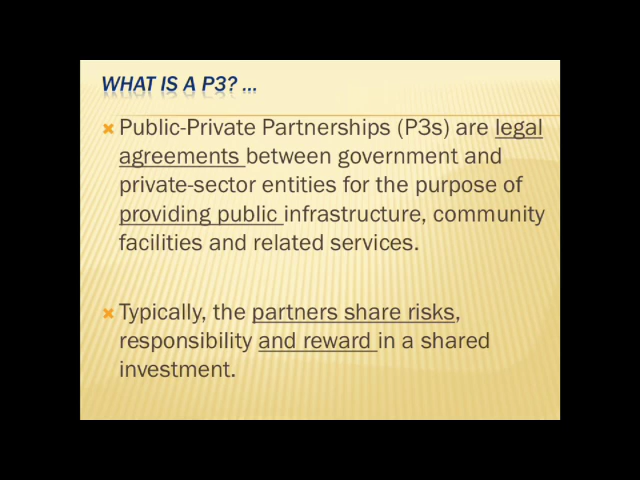 WHAT IS A P3? ...
Public-Private Partnerships (P3s) are legal
agreements between government and
private-sector entities for the purpose of
providing public infrastructure, community
facilities and related services.
Typically, the partners share risks,
responsibility and reward in a shared
investment.